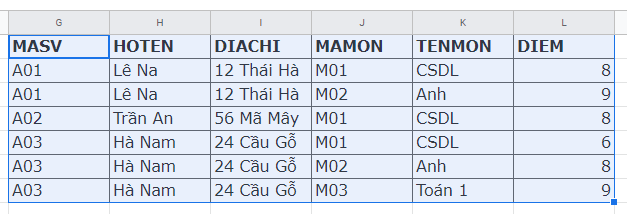 G H I J K L
MASV HOTEN DIACHI MAMON TENMON DIEM
A01 Lê Na 12 Thái Hà M01 CSDL 8
A01 Lê Na 12 Thái Hà M02 Anh 9
A02 Trần An 56 Mã Mây M01 CSDL 8
A03 Hà Nam 24 Cầu Gỗ M01 CSDL 6
A03 Hà Nam 24 Cầu Gỗ M02 Anh 8
A03 Hà Nam 24 Cầu Gỗ M03 Toán 1 9